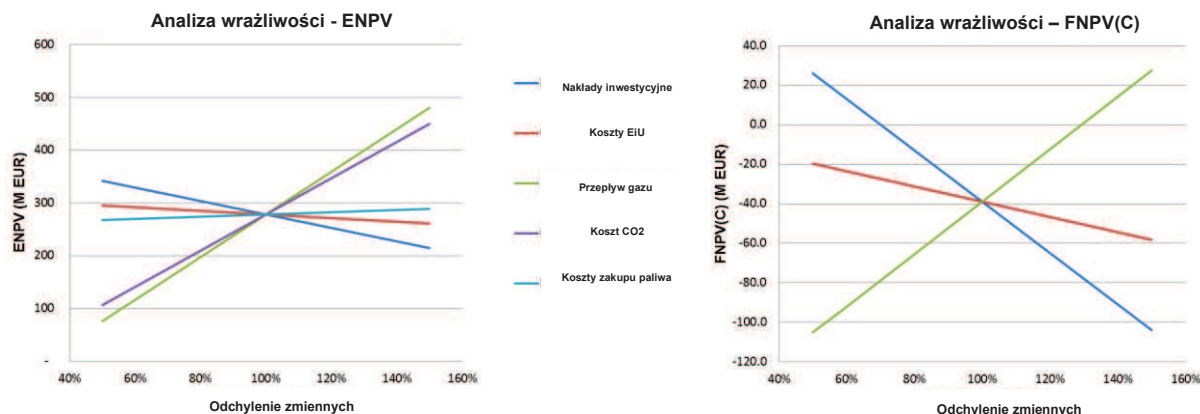 Analiza wrażliwości - ENPV
600
500
400
300
200
100
-
ENPV (M EUR)
40% 60% 80% 100% 120% 140% 160%
Odchylenie zmiennych
Nakłady inwestycyjne
Koszty EiU
Przepływ gazu
Koszt CO2
Koszty zakupu paliwa
Analiza wrażliwości – FNPV(C)
40.0
20.0
0.0
-20.0
-40.0
-60.0
-80.0
-100.0
-120.0
FNPV(C) (M EUR)
40% 60% 80% 100% 120% 140% 160%
Odchylenie zmiennych